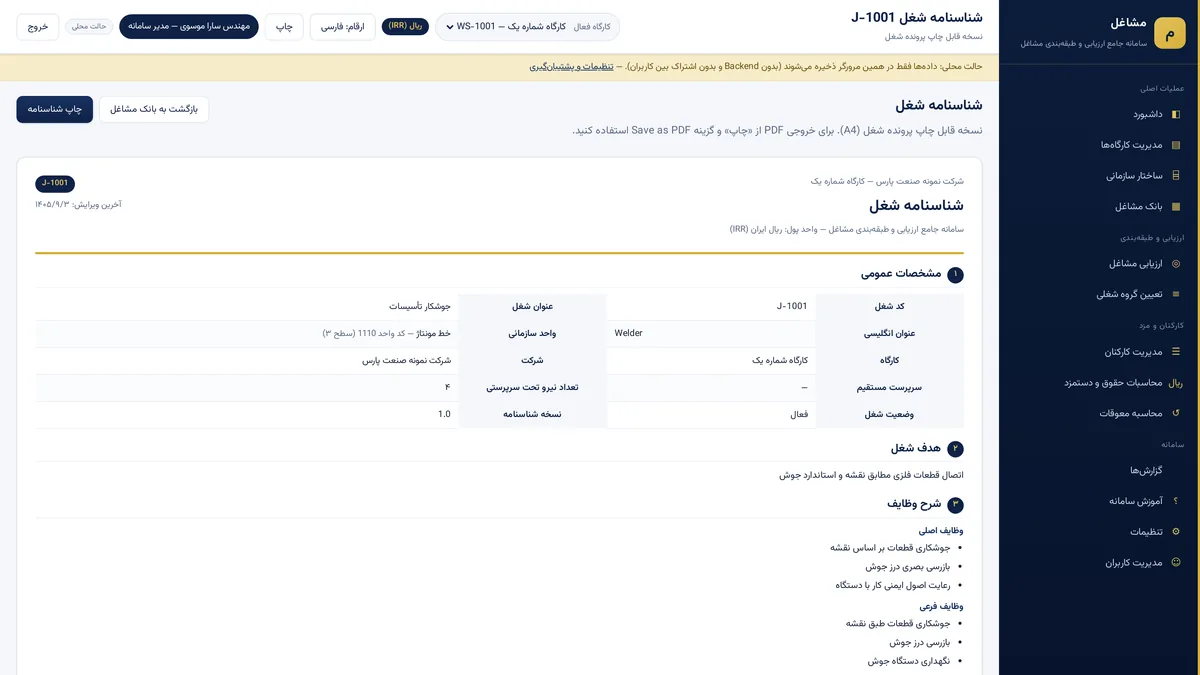 مشاغل
سامانه جامع ارزیابی و طبقه‌بندی مشاغل
م
عملیات اصلی
داشبورد
مدیریت کارگاه‌ها
ساختار سازمانی
بانک مشاغل
ارزیابی و طبقه‌بندی
ارزیابی مشاغل
تعیین گروه شغلی
کارکنان و مزد
مدیریت کارکنان
ریال محاسبات حقوق و دستمزد
محاسبه معوقات
سامانه
گزارش‌ها
؟ آموزش سامانه
تنظیمات
مدیریت کاربران
شناسنامه شغل J-1001
نسخه قابل چاپ پرونده شغل
کارگاه فعال کارگاه شماره یک — WS-1001
ریال (IRR)
ارقام: فارسی
چاپ
مهندس سارا موسوی — مدیر سامانه
حالت محلی
خروج
حالت محلی: داده‌ها فقط در همین مرورگر ذخیره می‌شوند (بدون Backend و بدون اشتراک بین کاربران). — تنظیمات و پشتیبان‌گیری
شناسنامه شغل
نسخه قابل چاپ پرونده شغل (A4). برای خروجی PDF از «چاپ» و گزینه Save as PDF استفاده کنید.
بازگشت به بانک مشاغل
چاپ شناسنامه
شرکت نمونه صنعت پارس — کارگاه شماره یک
شناسنامه شغل
سامانه جامع ارزیابی و طبقه‌بندی مشاغل — واحد پول: ریال ایران (IRR)
J-1001
آخرین ویرایش: ۱۴۰۵/۹/۳
۱ مشخصات عمومی
کد شغل J-1001 عنوان شغل جوشکار تأسیسات
عنوان انگلیسی Welder واحد سازمانی خط مونتاژ — کد واحد 1110 (سطح ۳)
کارگاه کارگاه شماره یک شرکت شرکت نمونه صنعت پارس
سرپرست مستقیم — تعداد نیرو تحت سرپرستی ۴
وضعیت شغل فعال نسخه شناسنامه 1.0
۲ هدف شغل
اتصال قطعات فلزی مطابق نقشه و استاندارد جوش
۳ شرح وظایف
وظایف اصلی
• جوشکاری قطعات بر اساس نقشه
• بازرسی بصری درز جوش
• رعایت اصول ایمنی کار با دستگاه
وظایف فرعی
• جوشکاری قطعات طبق نقشه
• بازرسی درز جوش
• نگهداری دستگاه جوش